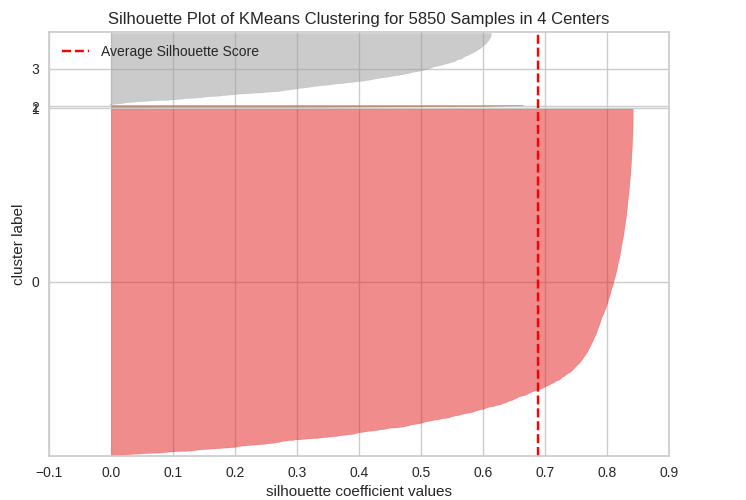 Silhouette Plot of KMeans Clustering for 5850 Samples in 4 Centers
Average Silhouette Score
3
2
1
0
cluster label
−0.1 0.0 0.1 0.2 0.3 0.4 0.5 0.6 0.7 0.8 0.9
silhouette coefficient values